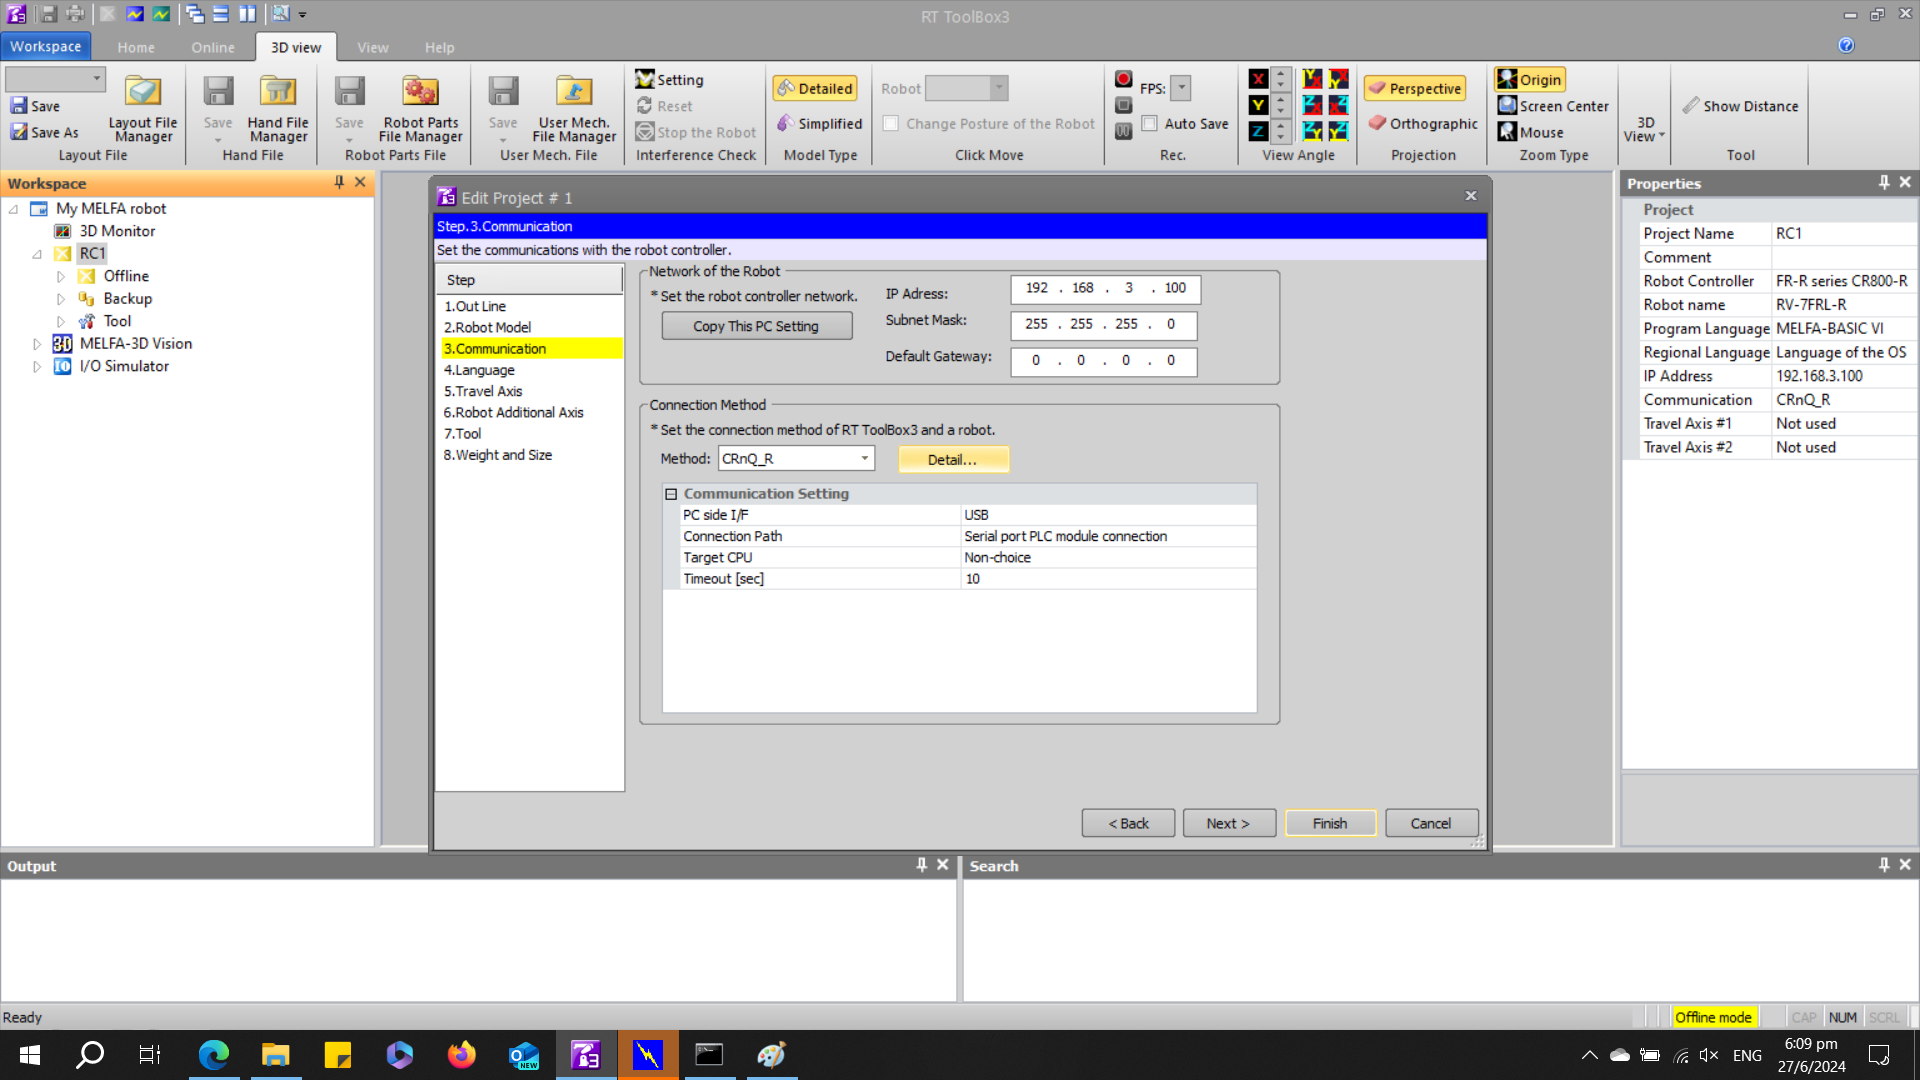 RT ToolBox3
Workspace
Home
Online
3D view
View
Help
Save
Save As
Layout File
Manager
Layout File
Save
Hand File
Manager
Hand File
Save
Robot Parts
File Manager
Robot Parts File
Save
User Mech.
File Manager
User Mech. File
Setting
Reset
Stop the Robot
Interference Check
Detailed
Simplified
Model Type
Robot
Change Posture of the Robot
Click Move
FPS:
Auto Save
Rec.
X
Y
Z
View Angle
Perspective
Orthographic
Projection
Origin
Screen Center
Mouse
Zoom Type
3D
View
Show Distance
Tool
Workspace
My MELFA robot
3D Monitor
RC1
Offline
Backup
Tool
MELFA-3D Vision
I/O Simulator
Edit Project # 1
Step.3.Communication
Set the communications with the robot controller.
Step
1.Out Line
2.Robot Model
3.Communication
4.Language
5.Travel Axis
6.Robot Additional Axis
7.Tool
8.Weight and Size
Network of the Robot
* Set the robot controller network.
Copy This PC Setting
IP Adress: 192 . 168 . 3 . 100
Subnet Mask: 255 . 255 . 255 . 0
Default Gateway: 0 . 0 . 0 . 0
Connection Method
* Set the connection method of RT ToolBox3 and a robot.
Method: CRnQ_R Detail...
Communication Setting
PC side I/F USB
Connection Path Serial port PLC module connection
Target CPU Non-choice
Timeout [sec] 10
< Back Next > Finish Cancel
Properties
Project
Project Name RC1
Comment
Robot Controller FR-R series CR800-R
Robot name RV-7FRL-R
Program Language MELFA-BASIC VI
Regional Language Language of the OS
IP Address 192.168.3.100
Communication CRnQ_R
Travel Axis #1 Not used
Travel Axis #2 Not used
Output
Search
Ready
Offline mode CAP NUM SCRL
NEW
ENG
6:09 pm
27/6/2024